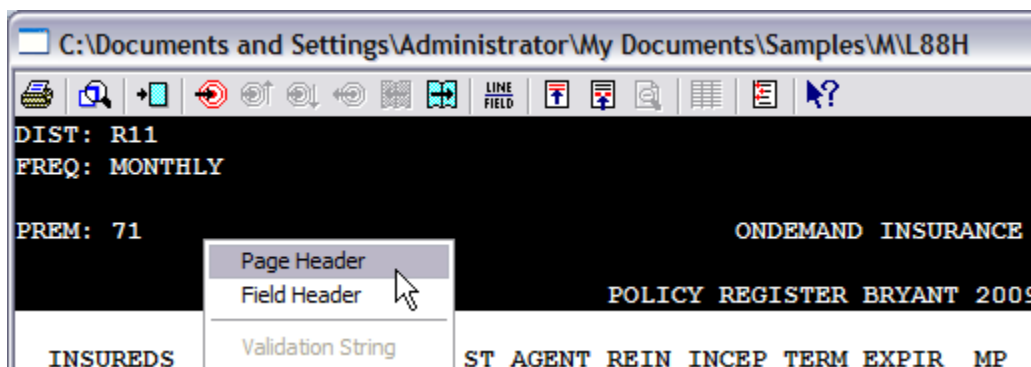 C:\Documents and Settings\Administrator\My Documents\Samples\M\L88H
LINE
FIELD
DIST: R11
FREQ: MONTHLY
PREM: 71 ONDEMAND INSURANCE
Page Header
Field Header
POLICY REGISTER BRYANT 2009
Validation String
INSUREDS ST AGENT REIN INCEP TERM EXPIR MP